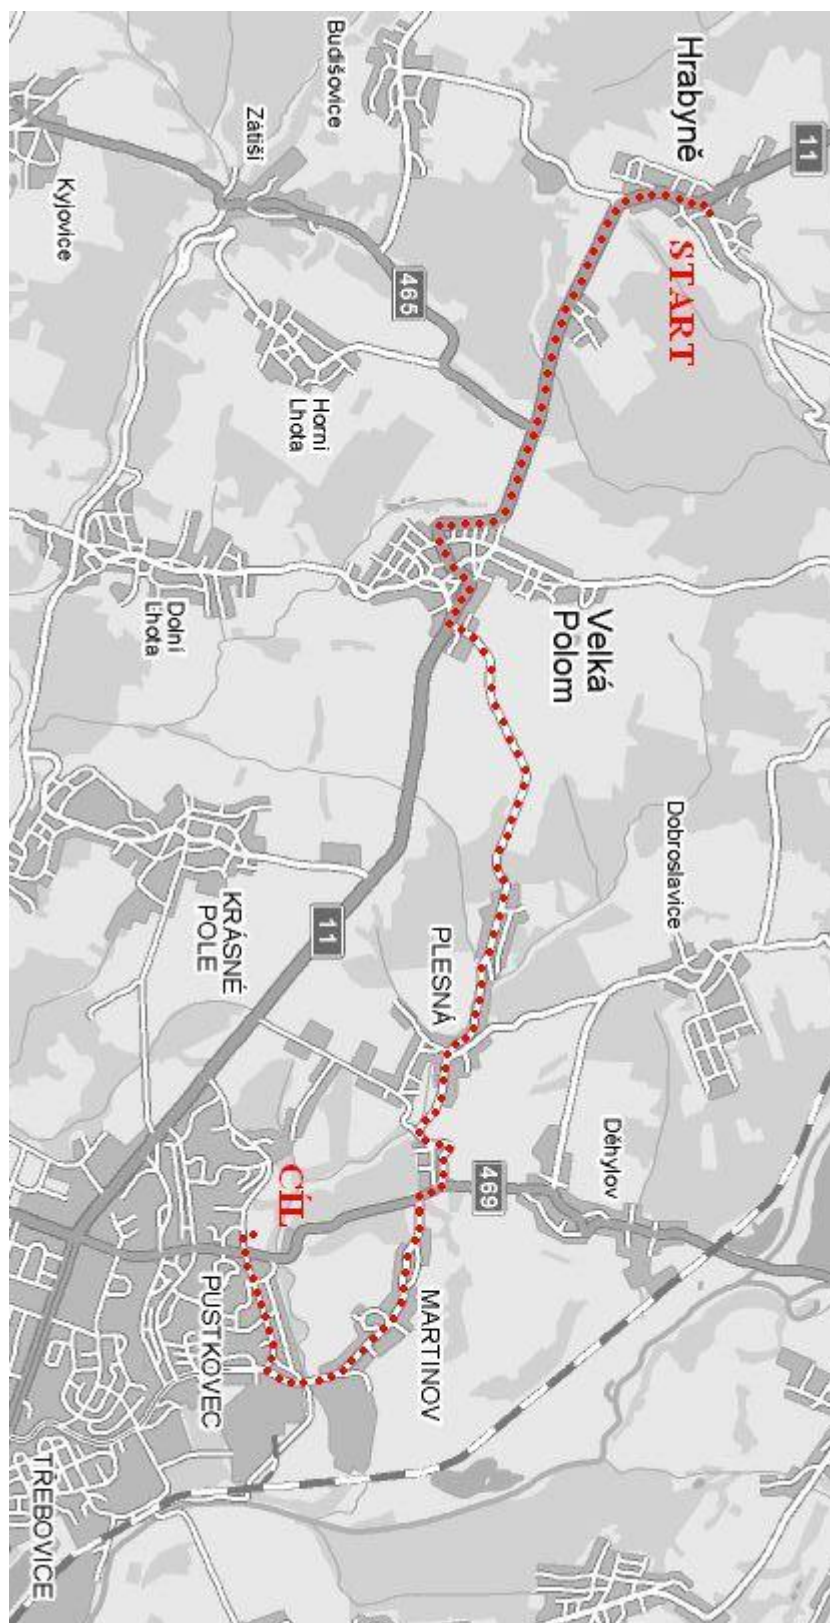 Hrabyně
11
START
Budišovice
Zátiší
Kyjovice
465
Horní
Lhota
Velká
Polom
Dolní
Lhota
Dobroslavice
KRÁSNÉ
POLE
11
PLESNÁ
Děhylov
469
CÍL
MARTINOV
PUSTKOVEC
TŘEBOVICE